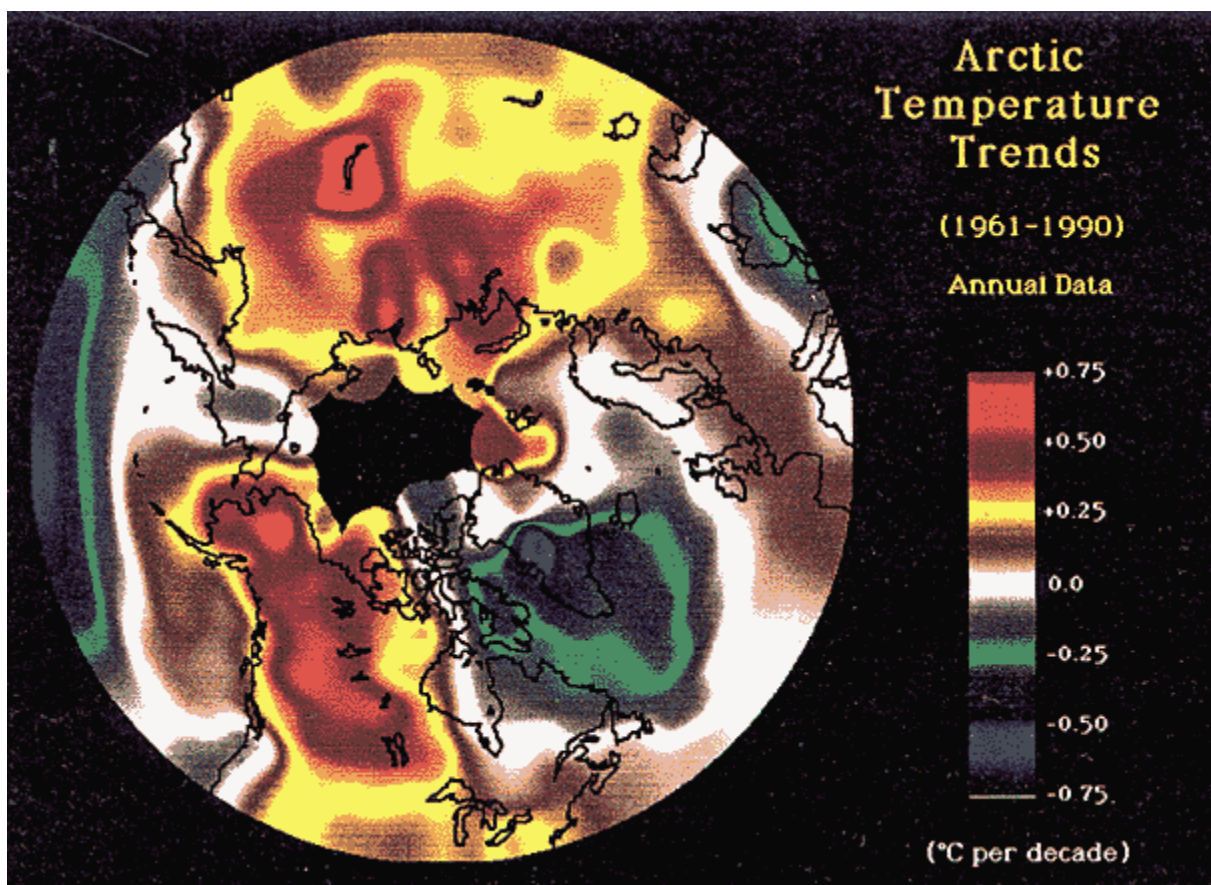 Arctic
Temperature
Trends
(1961-1990)
Annual Data
+0.75
+0.50
+0.25
0.0
-0.25
-0.50
-0.75
(°C per decade)